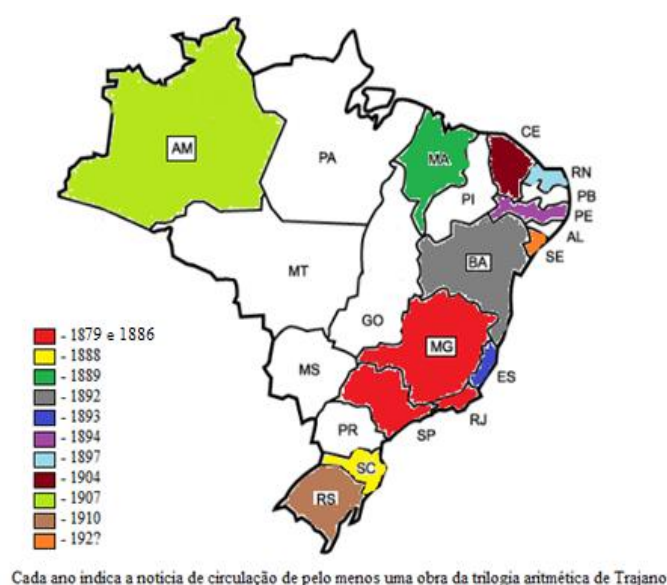 CE
AM
PA
MA
RN
PI
PB
PE
AL
SE
BA
MT
GO
MG
MS
ES
RJ
SP
PR
SC
RS
- 1879 e 1886
- 1888
- 1889
- 1892
- 1893
- 1894
- 1897
- 1904
- 1907
- 1910
- 192?
Cada ano indica a notícia de circulação de pelo menos uma obra da trilogia aritmética de Trajano